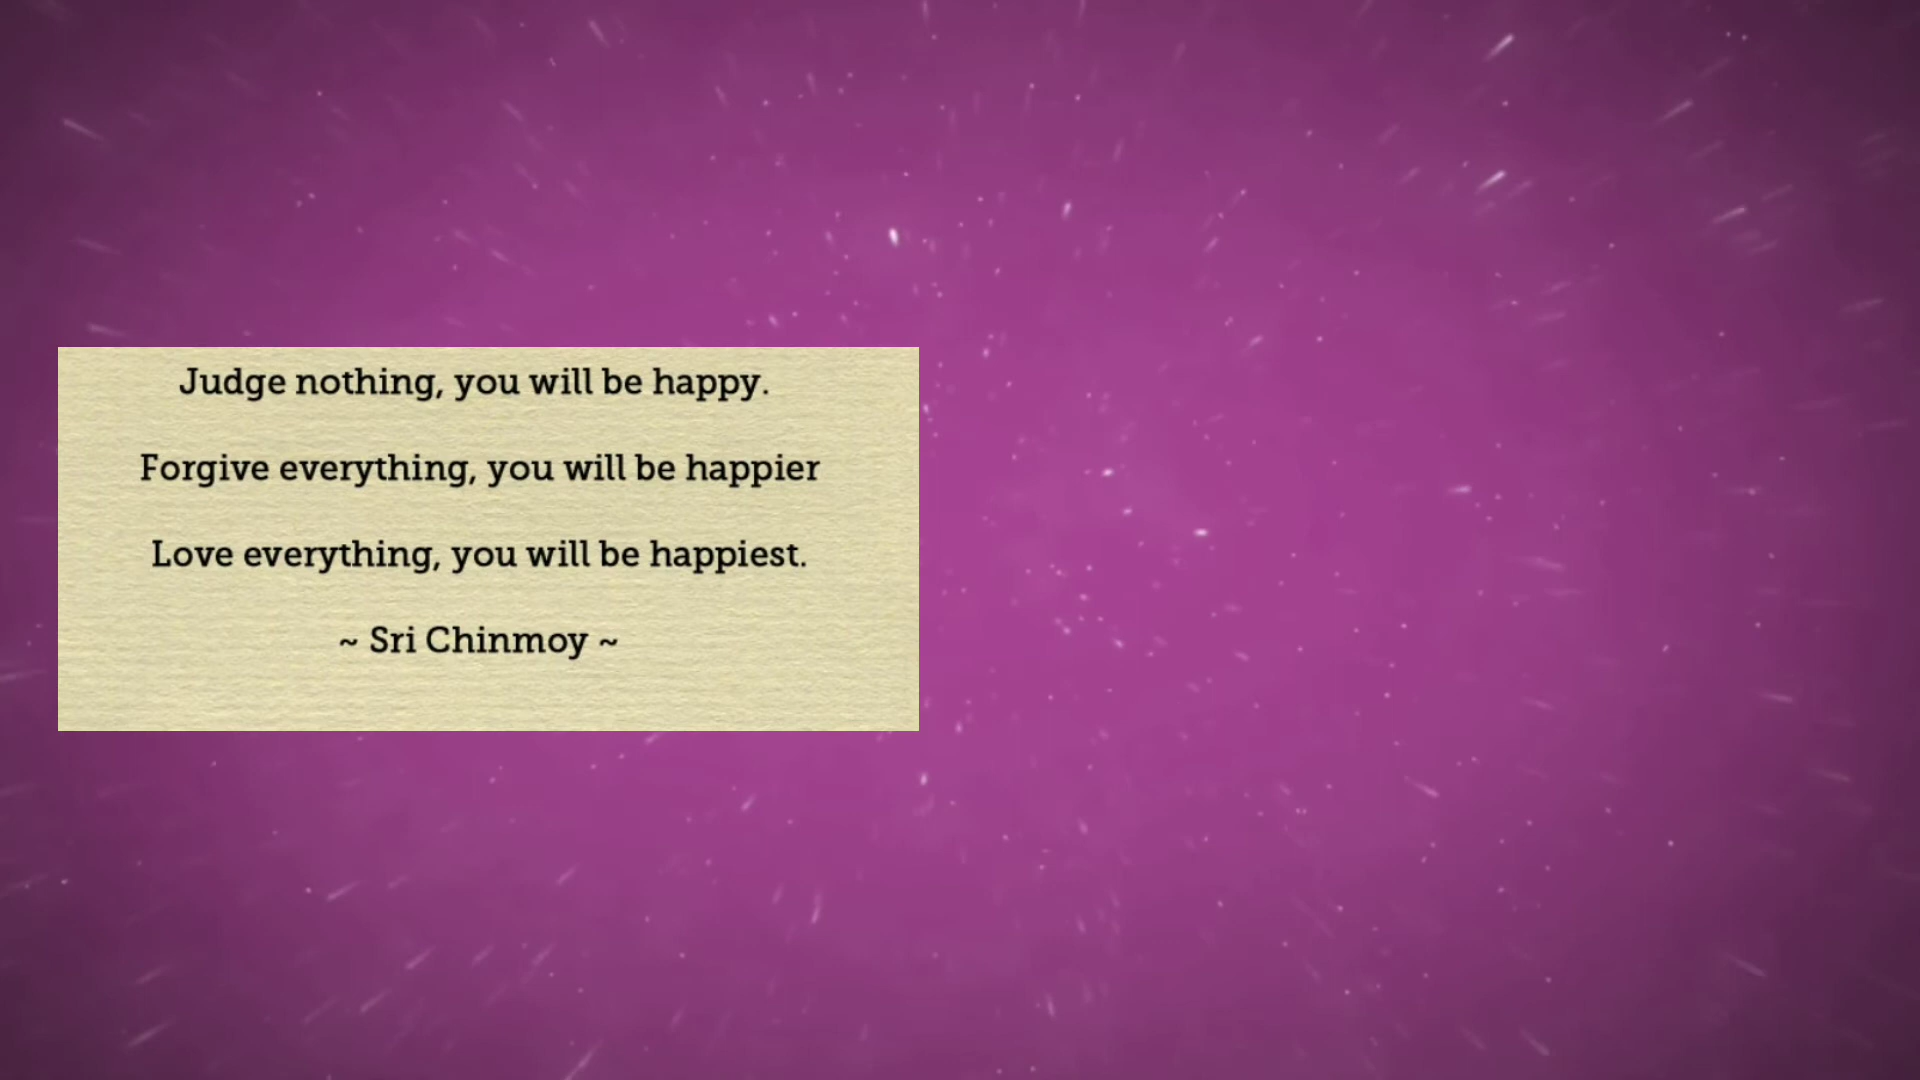 Judge nothing, you will be happy.
Forgive everything, you will be happier
Love everything, you will be happiest.
~ Sri Chinmoy ~